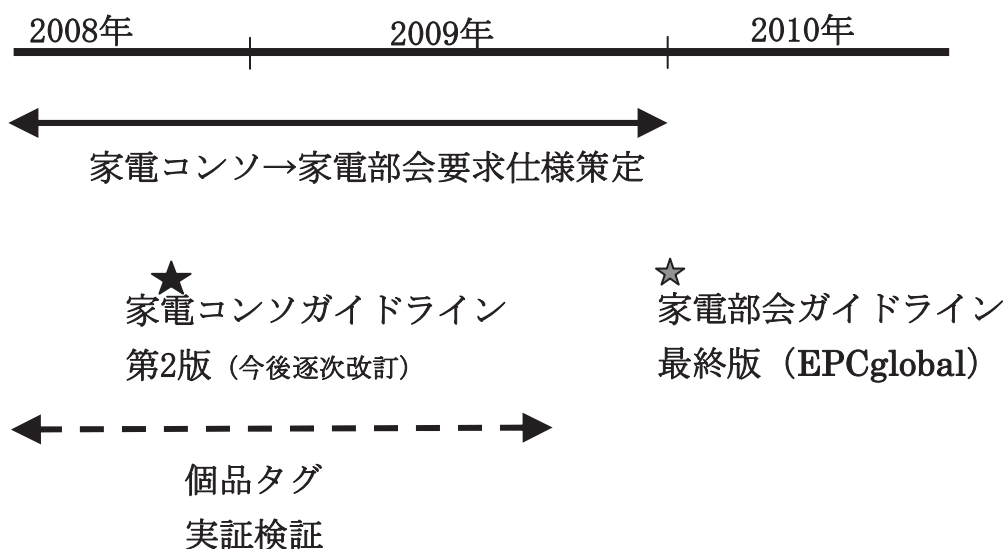 2008年 2009年 2010年
家電コンソ→家電部会要求仕様策定
家電コンソガイドライン
第2版（今後逐次改訂）
家電部会ガイドライン
最終版（EPCglobal）
個品タグ
実証検証